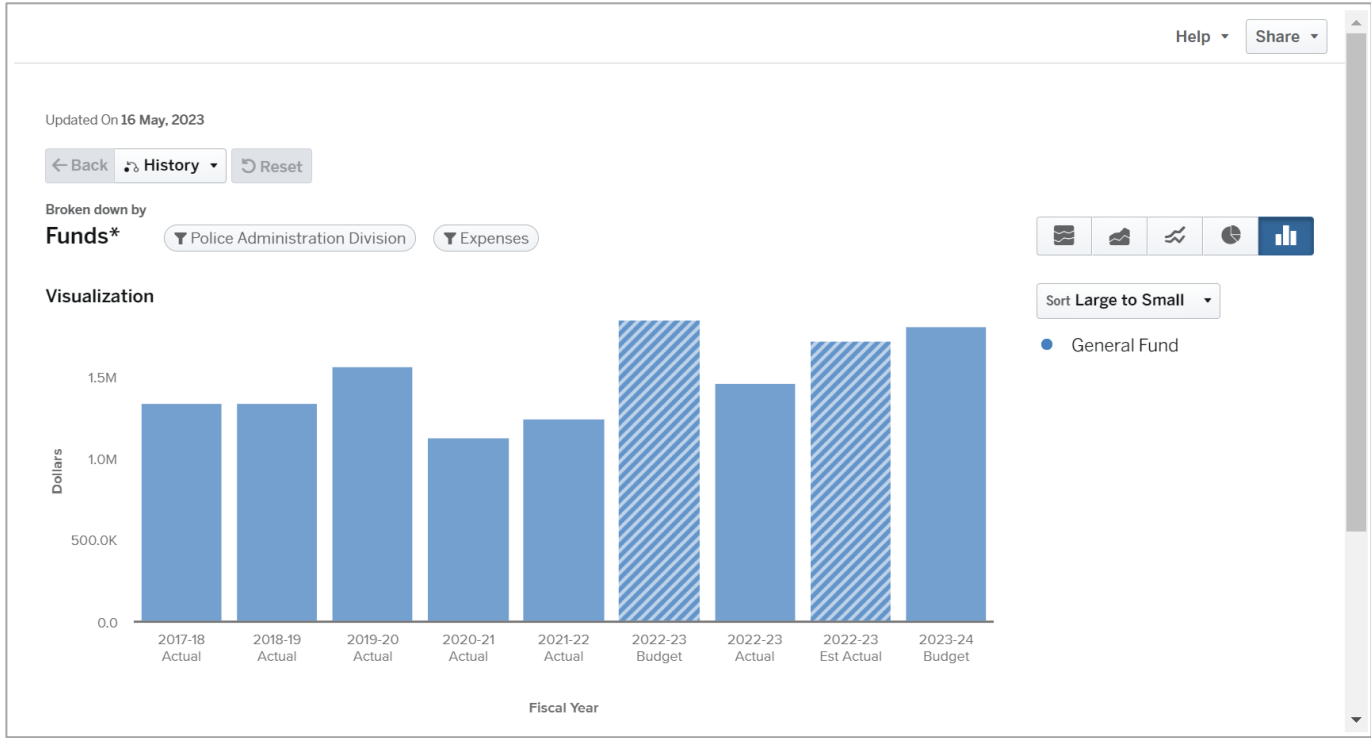 Help
Share
Updated On 16 May, 2023
Back
History
Reset
Broken down by
Funds*
Police Administration Division
Expenses
Visualization
Sort Large to Small
General Fund
Dollars
1.5M
1.0M
500.0K
0.0
2017-18 Actual
2018-19 Actual
2019-20 Actual
2020-21 Actual
2021-22 Actual
2022-23 Budget
2022-23 Actual
2022-23 Est Actual
2023-24 Budget
Fiscal Year